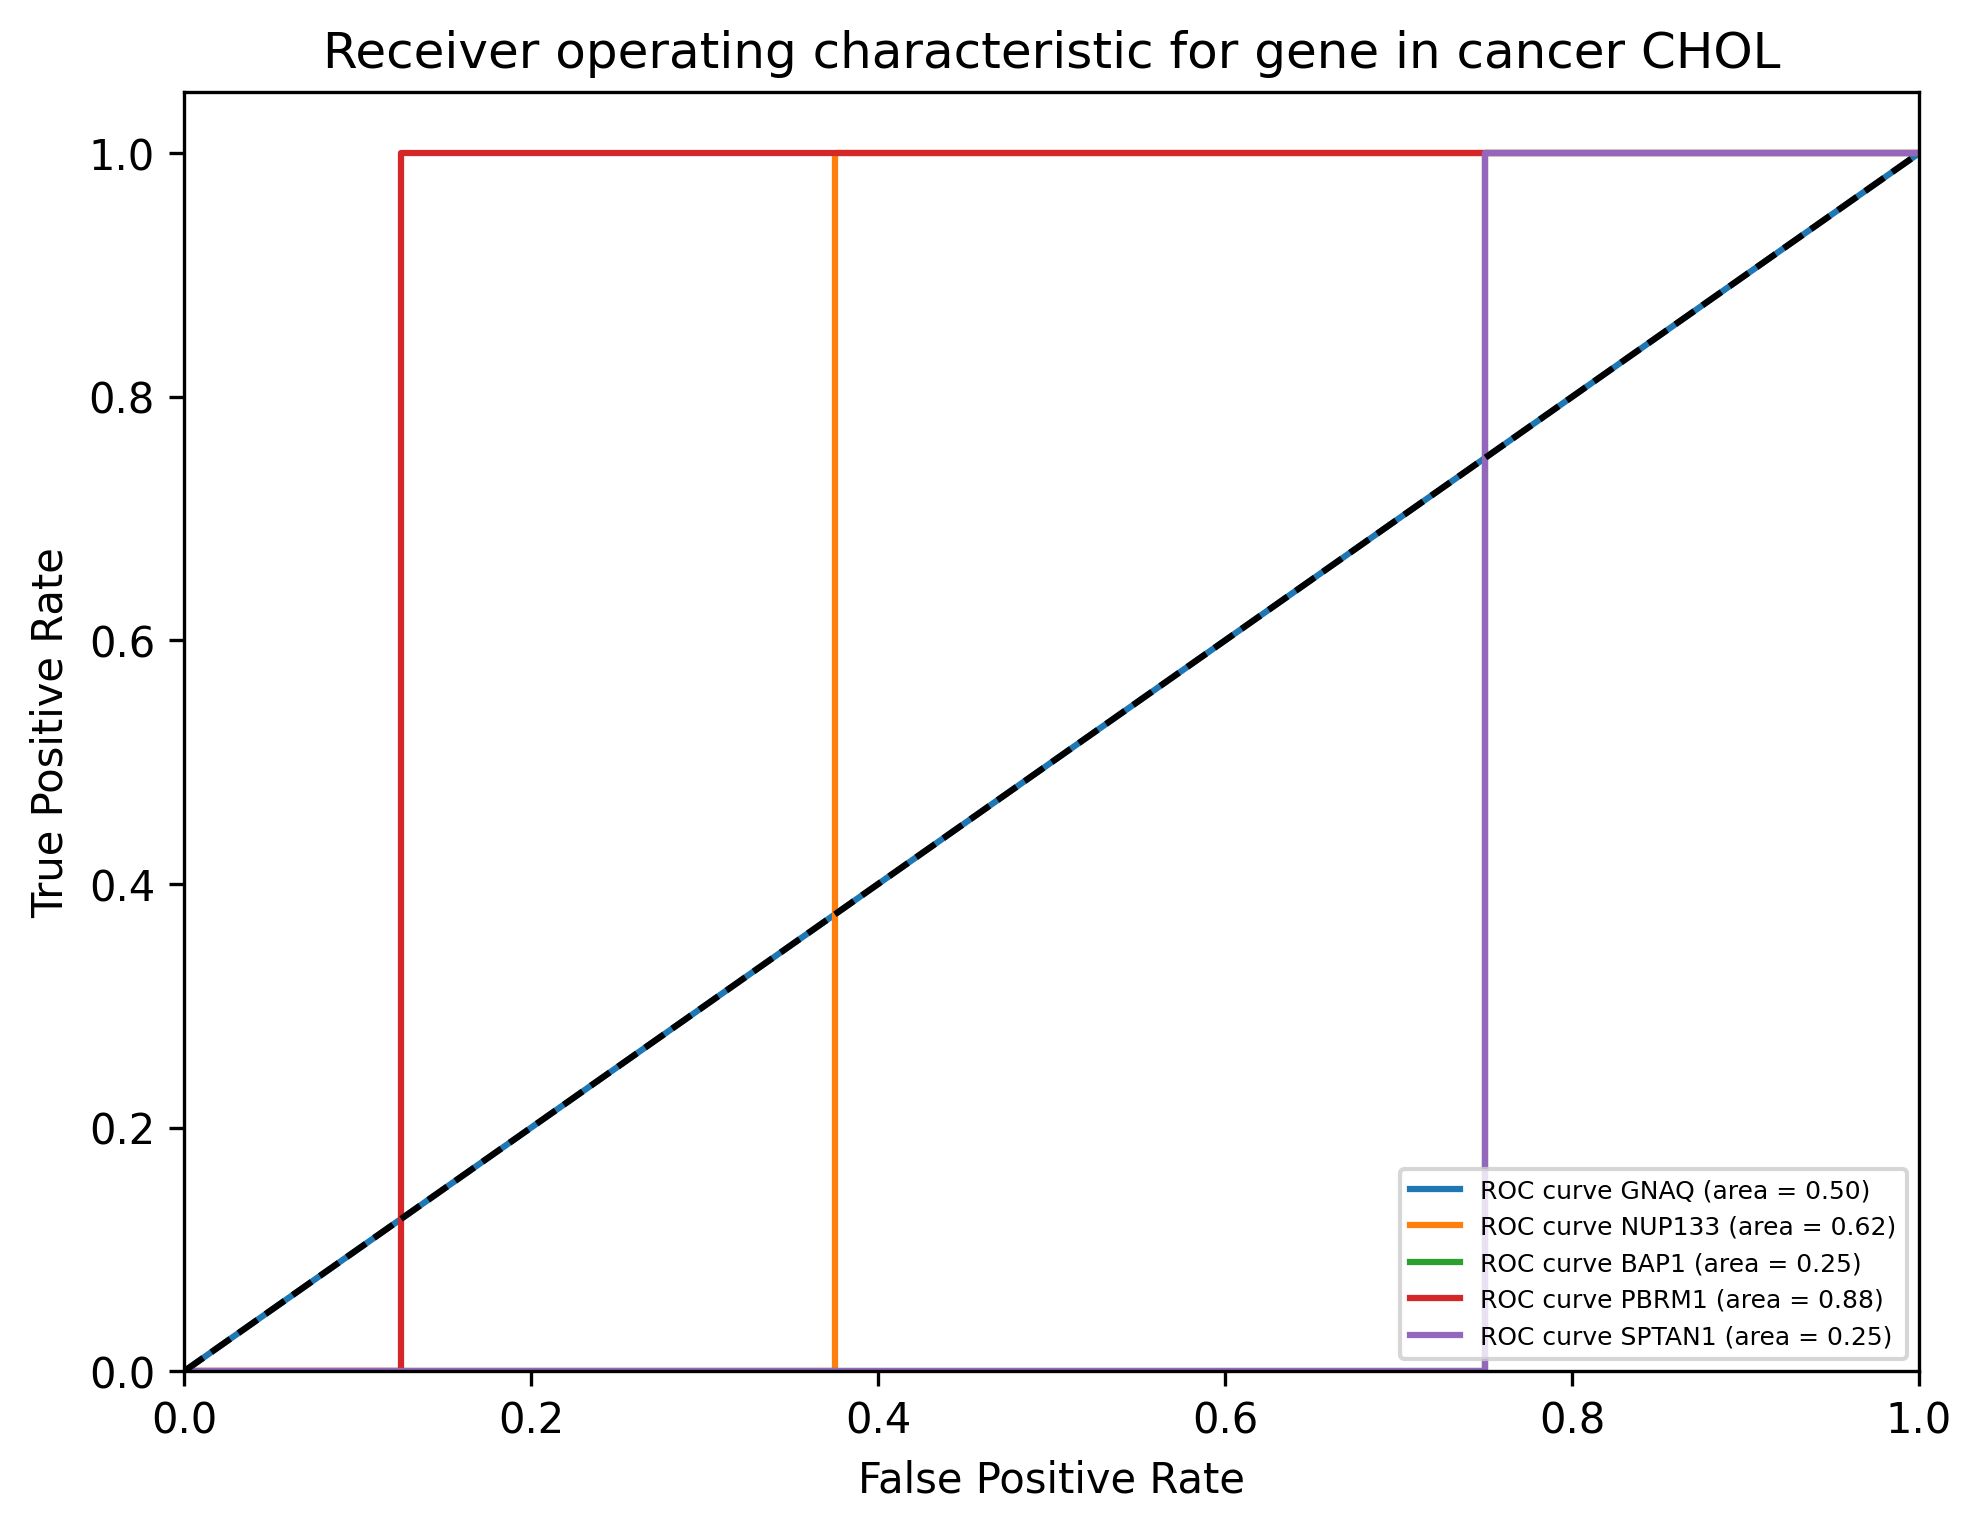 Receiver operating characteristic for gene in cancer CHOL
1.0
0.8
0.6
0.4
0.2
0.0
True Positive Rate
ROC curve GNAQ (area = 0.50)
ROC curve NUP133 (area = 0.62)
ROC curve BAP1 (area = 0.25)
ROC curve PBRM1 (area = 0.88)
ROC curve SPTAN1 (area = 0.25)
0.0 0.2 0.4 0.6 0.8 1.0
False Positive Rate